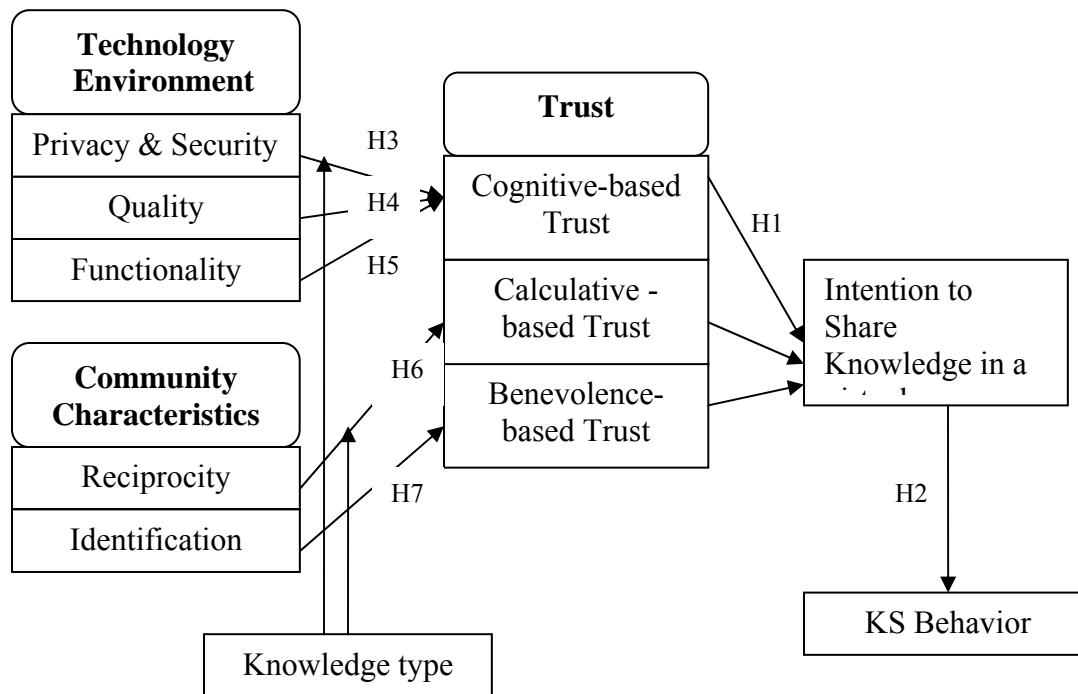 Technology
Environment
Privacy & Security
Quality
Functionality
Community
Characteristics
Reciprocity
Identification
H3
H4
H5
H6
H7
Trust
Cognitive-based
Trust
Calculative -
based Trust
Benevolence-
based Trust
H1
Intention to
Share
Knowledge in a
H2
KS Behavior
Knowledge type